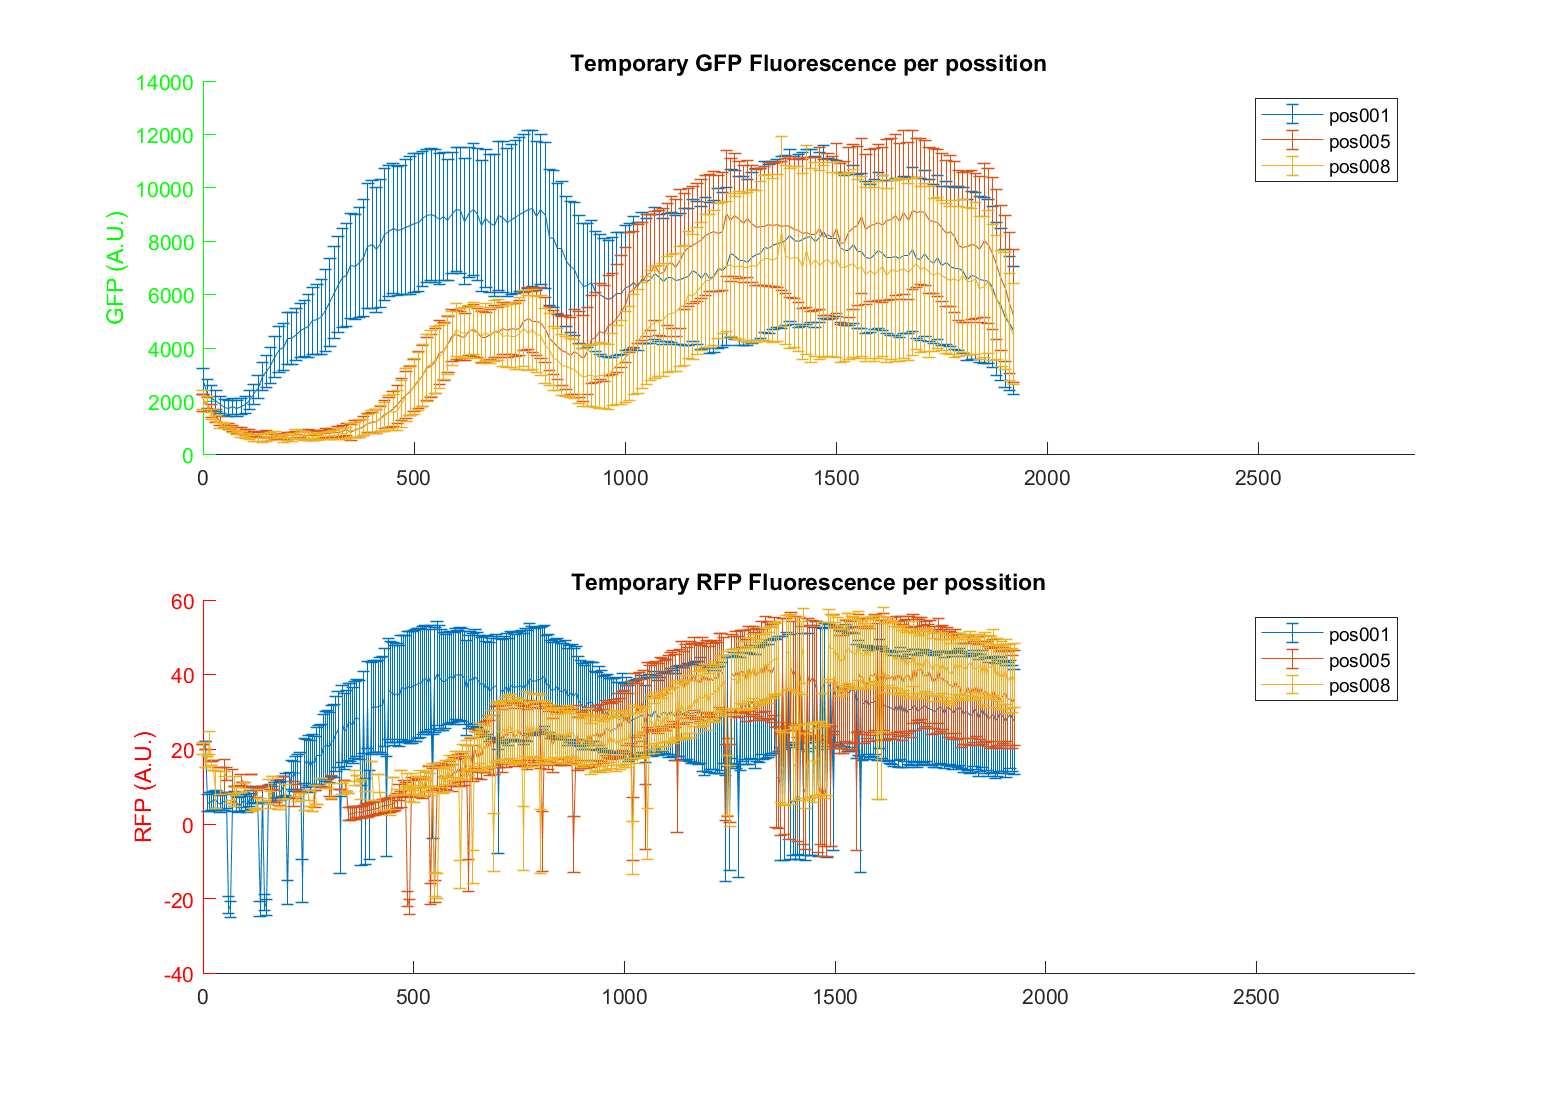 Temporary GFP Fluorescence per possition
14000
12000
10000
8000
6000
4000
2000
0
GFP (A.U.)
pos001
pos005
pos008
0 500 1000 1500 2000 2500
Temporary RFP Fluorescence per possition
60
40
20
0
-20
-40
RFP (A.U.)
pos001
pos005
pos008
0 500 1000 1500 2000 2500